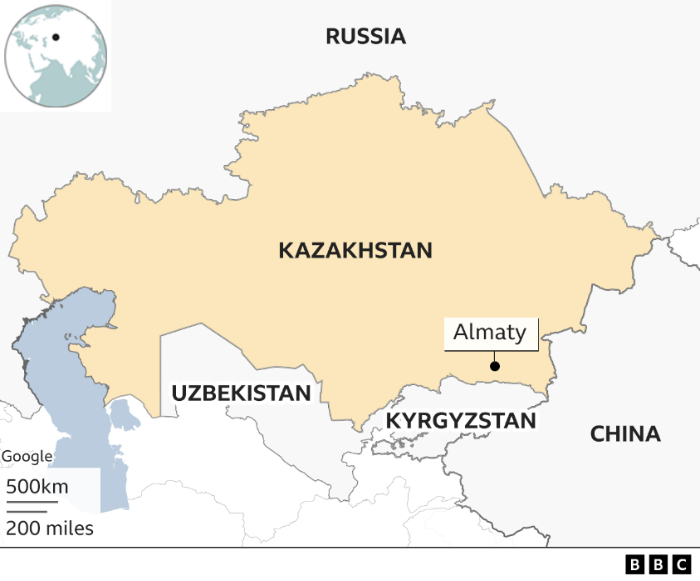 RUSSIA
KAZAKHSTAN
Almaty
UZBEKISTAN
KYRGYZSTAN
CHINA
Google
500km
200 miles
BBC